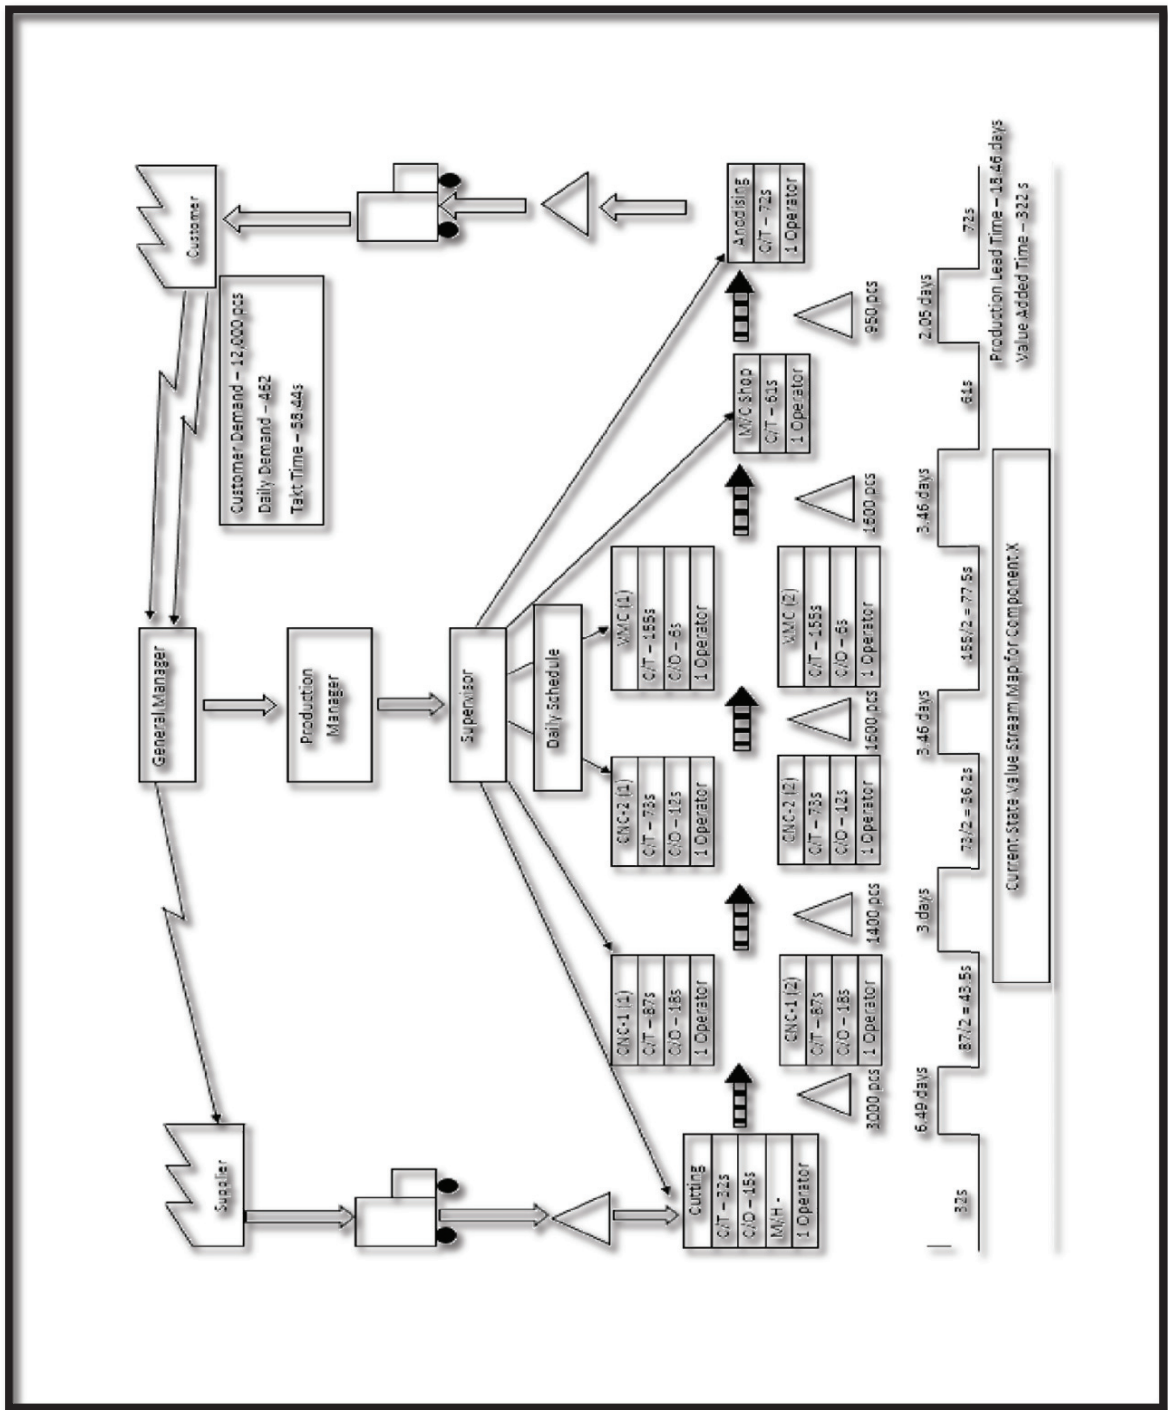 Supplier
General Manager
Customer
Customer Demand – 12,000 pcs
Daily Demand – 462
Takt Time – 58.44s
Production
Manager
Supervisor
Daily Schedule
Cutting
C/T – 32s
C/O – 15s
M/H -
1 Operator
CNC-1 (1)
C/T – 87s
C/O – 18s
1 Operator
CNC-2 (1)
C/T – 73s
C/O – 12s
1 Operator
VMC (1)
C/T – 155s
C/O – 6s
1 Operator
M/C Shop
C/T – 61s
1 Operator
Anodising
C/T – 72s
1 Operator
CNC-1 (2)
C/T – 87s
C/O – 18s
1 Operator
CNC-2 (2)
C/T – 73s
C/O – 12s
1 Operator
VMC (2)
C/T – 155s
C/O – 6s
1 Operator
3000 pcs
1400 pcs
1600 pcs
1600 pcs
950 pcs
6.49 days
3 days
3.46 days
3.46 days
2.05 days
32s
87/2 = 43.5s
73/2 = 36.2s
155/2 = 77.5s
61s
72s
Production Lead Time – 18.46 days
Value Added Time – 322 s
Current State Value Stream Map for Component X